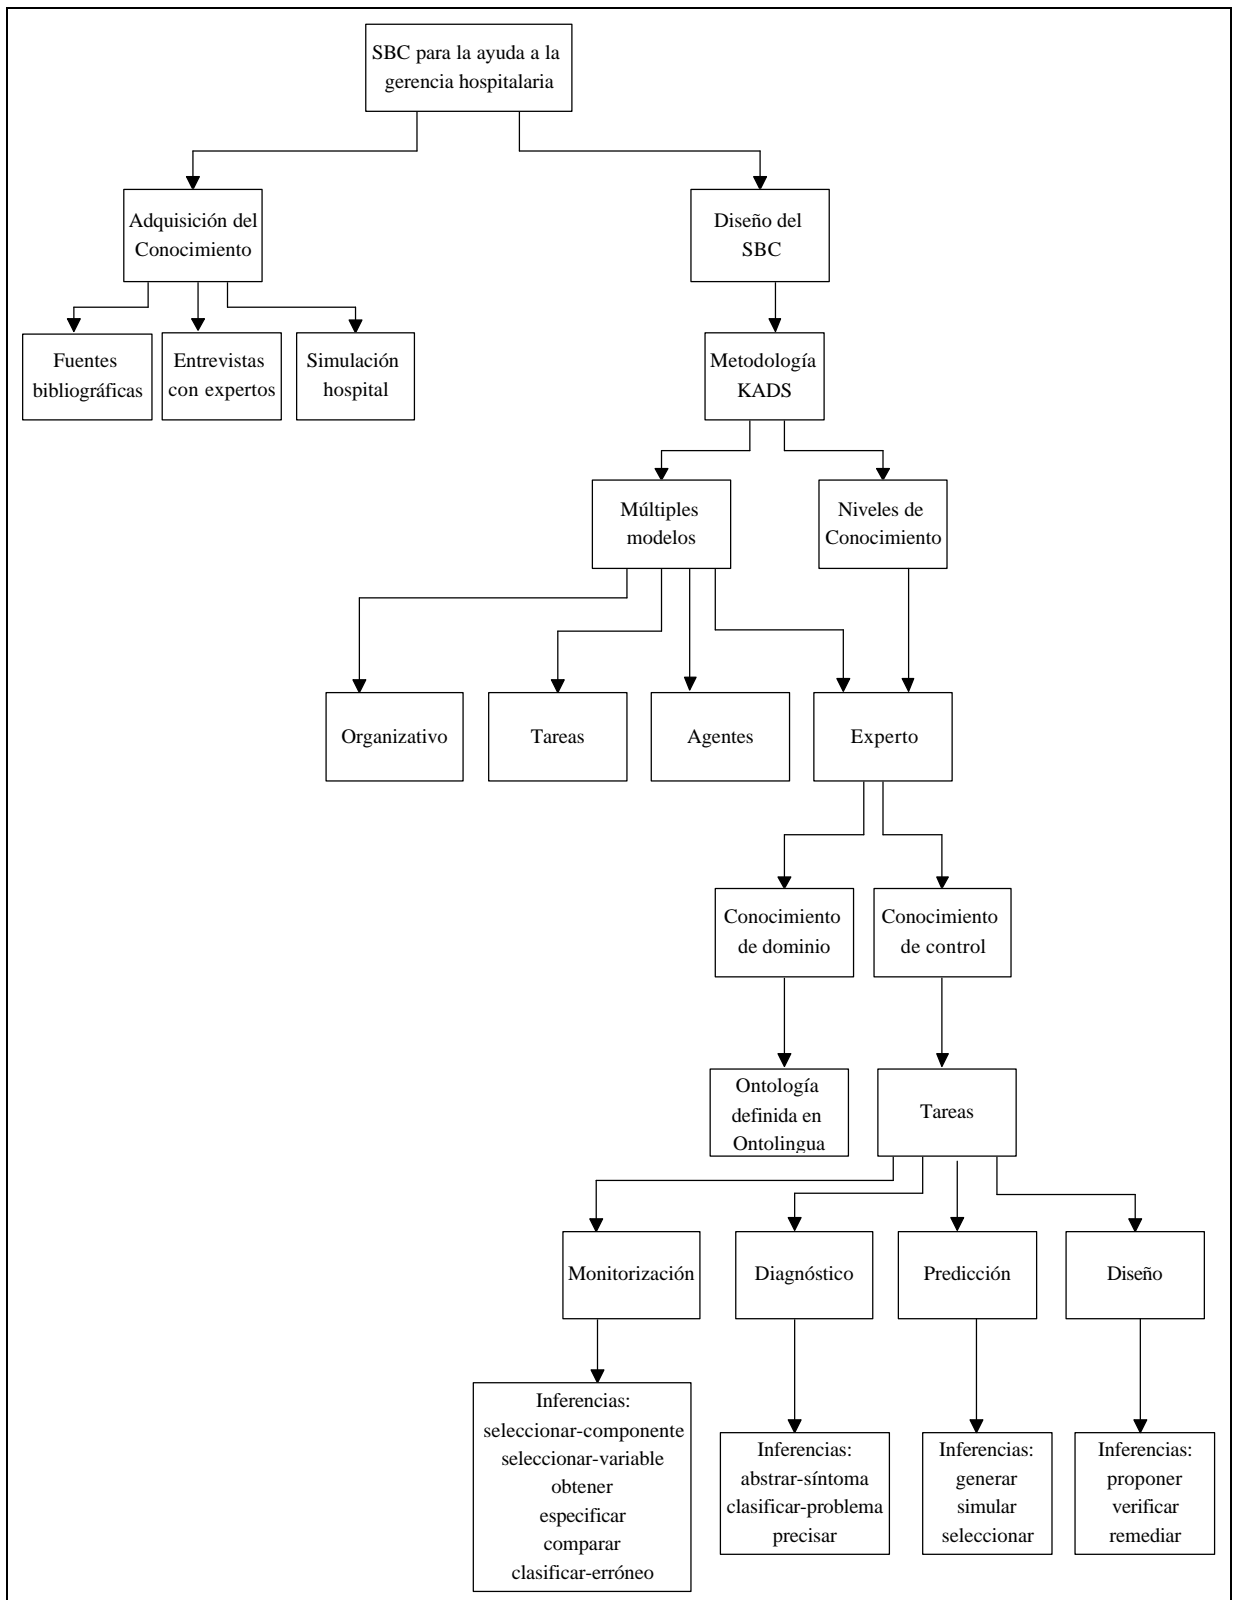 SBC para la ayuda a la
gerencia hospitalaria
Adquisición del
Conocimiento
Diseño del
SBC
Fuentes
bibliográficas
Entrevistas
con expertos
Simulación
hospital
Metodología
KADS
Múltiples
modelos
Niveles de
Conocimiento
Organizativo
Tareas
Agentes
Experto
Conocimiento
de dominio
Conocimiento
de control
Ontología
definida en
Ontolingua
Tareas
Monitorización
Diagnóstico
Predicción
Diseño
Inferencias:
seleccionar-componente
seleccionar-variable
obtener
especificar
comparar
clasificar-erróneo
Inferencias:
abstrar-síntoma
clasificar-problema
precisar
Inferencias:
generar
simular
seleccionar
Inferencias:
proponer
verificar
remediar